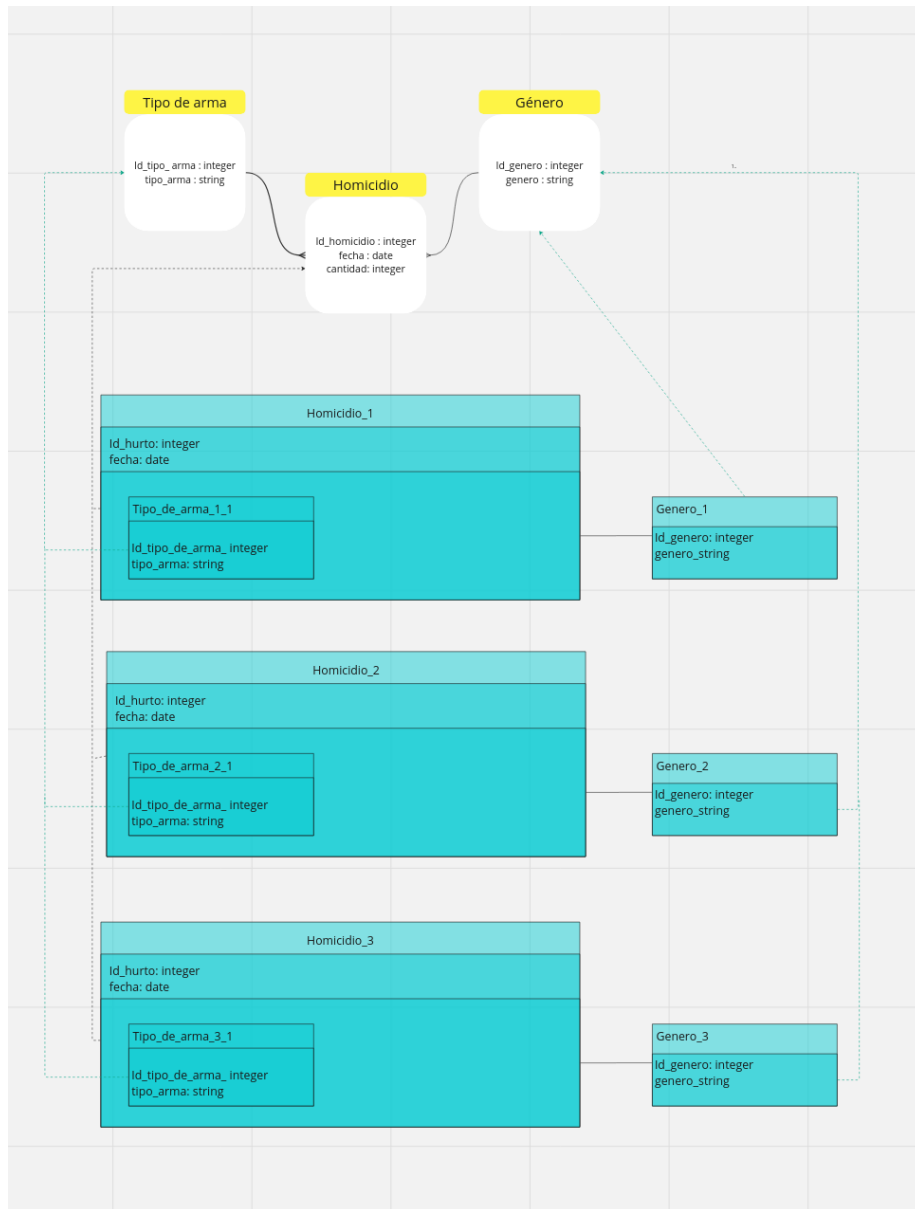 Tipo de arma
Género
Id_tipo_ arma : integer
tipo_arma : string
Id_genero : integer
genero : string
Homicidio
Id_homicidio : integer
fecha : date
cantidad: integer
Homicidio_1
Id_hurto: integer
fecha: date
Tipo_de_arma_1_1
Id_tipo_de_arma_ integer
tipo_arma: string
Genero_1
Id_genero: integer
genero_string
Homicidio_2
Id_hurto: integer
fecha: date
Tipo_de_arma_2_1
Id_tipo_de_arma_ integer
tipo_arma: string
Genero_2
Id_genero: integer
genero_string
Homicidio_3
Id_hurto: integer
fecha: date
Tipo_de_arma_3_1
Id_tipo_de_arma_ integer
tipo_arma: string
Genero_3
Id_genero: integer
genero_string